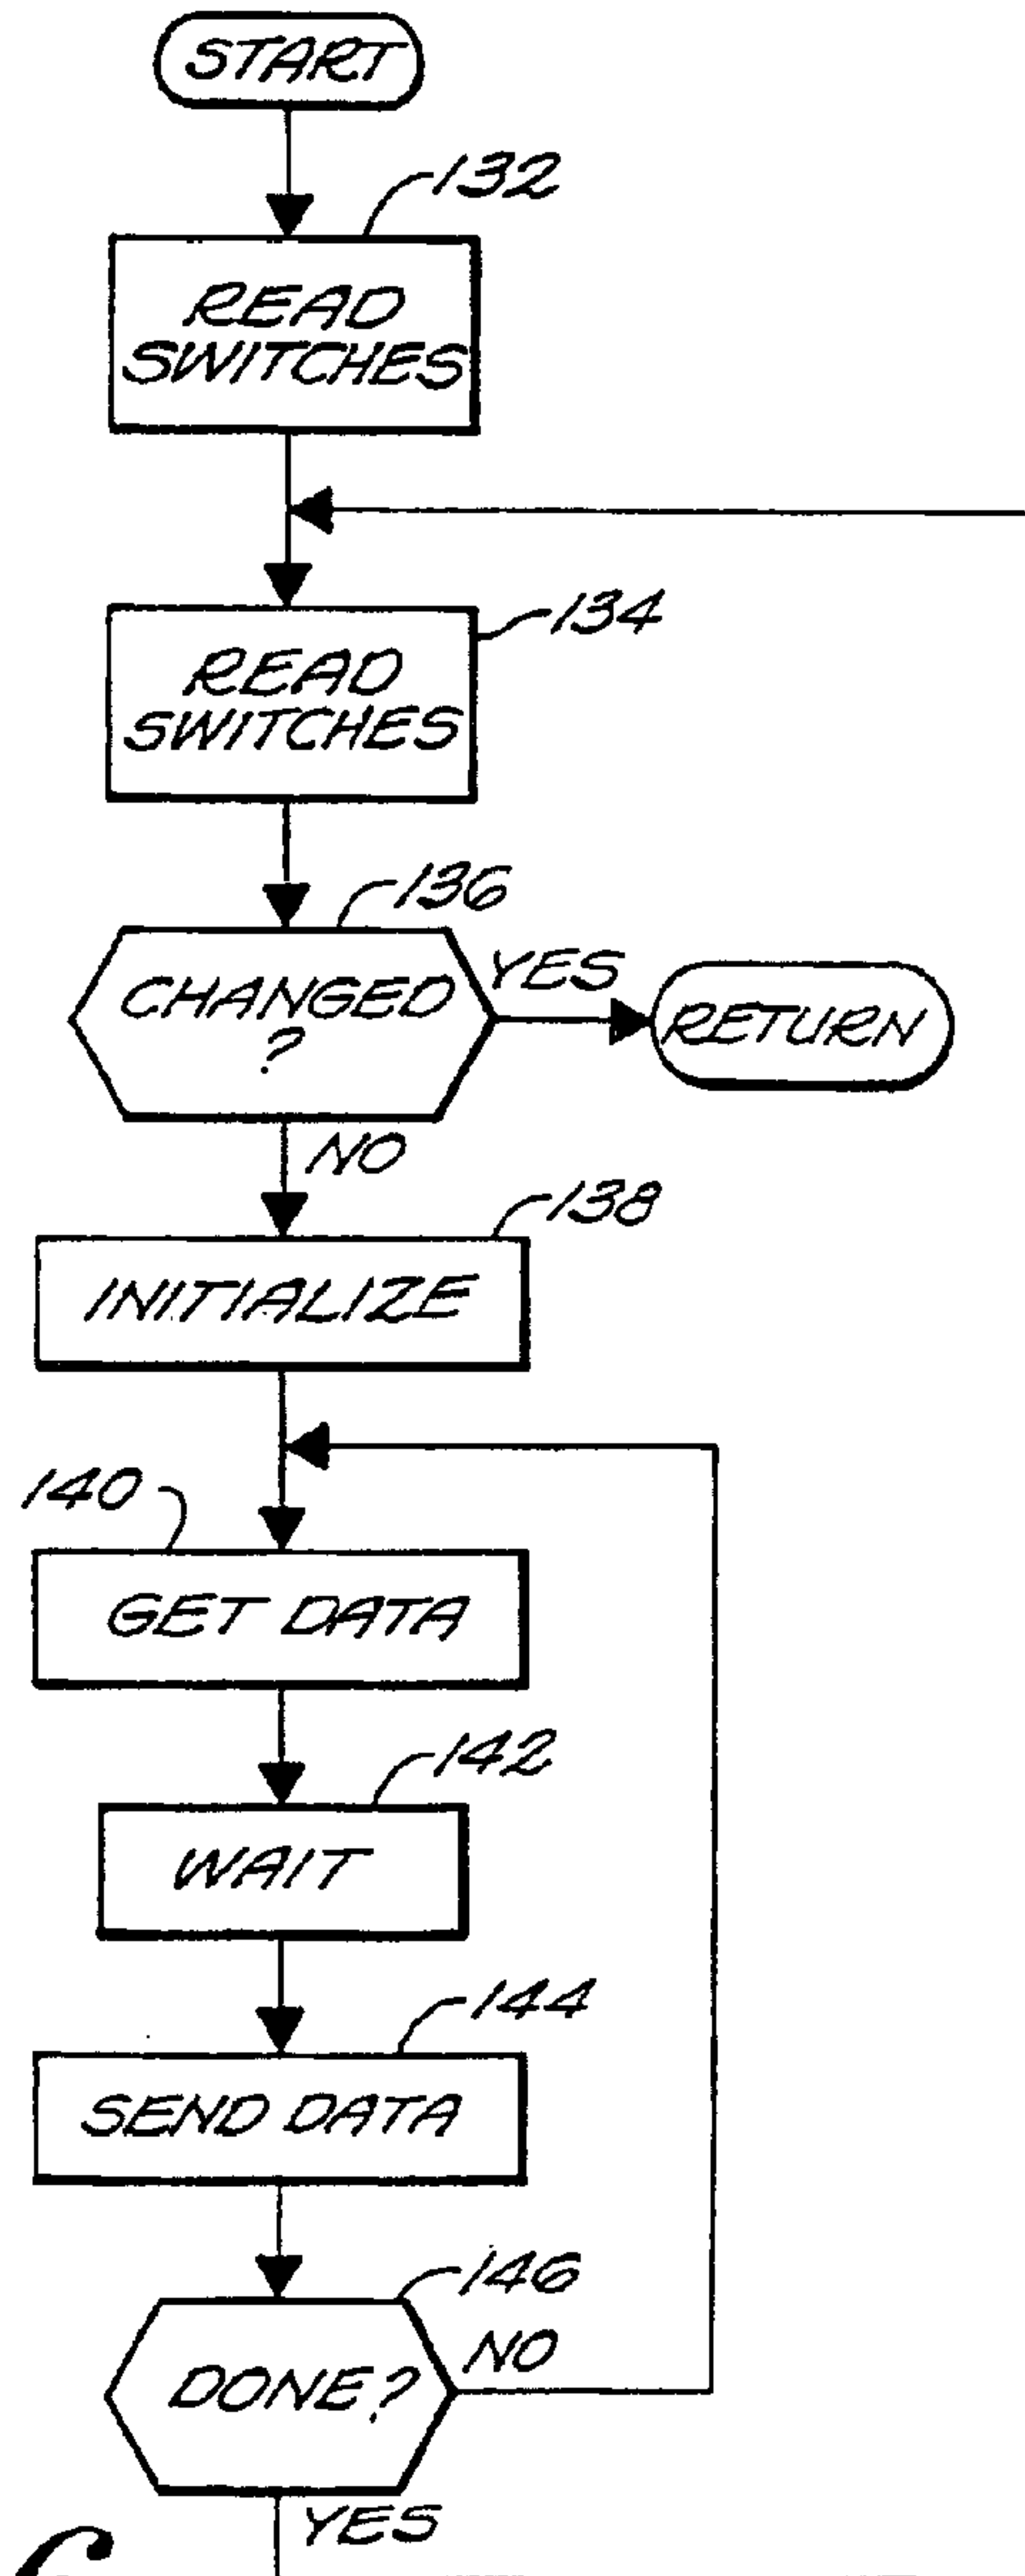 START
132
READ
SWITCHES
134
READ
SWITCHES
136
CHANGED
?
YES
RETURN
NO
138
INITIALIZE
140
GET DATA
142
WAIT
144
SEND DATA
146
DONE?
NO
YES